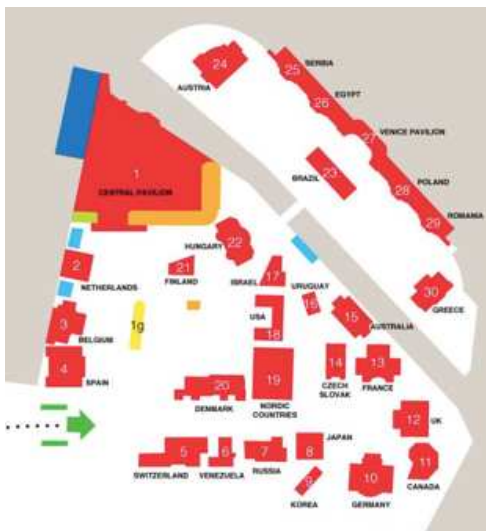 24
AUSTRIA
25
SERBIA
26
EGYPT
27
VENICE PAVILION
1
CENTRAL PAVILION
23
BRAZIL
28
POLAND
29
ROMANIA
22
HUNGARY
2
NETHERLANDS
21
FINLAND
17
ISRAEL
URUGUAY
16
30
GREECE
3
BELGIUM
1g
USA
18
15
AUSTRALIA
4
SPAIN
20
DENMARK
19
NORDIC
COUNTRIES
14
CZECH
SLOVAK
13
FRANCE
12
UK
5
SWITZERLAND
6
VENEZUELA
7
RUSSIA
JAPAN
8
9
KOREA
10
GERMANY
11
CANADA